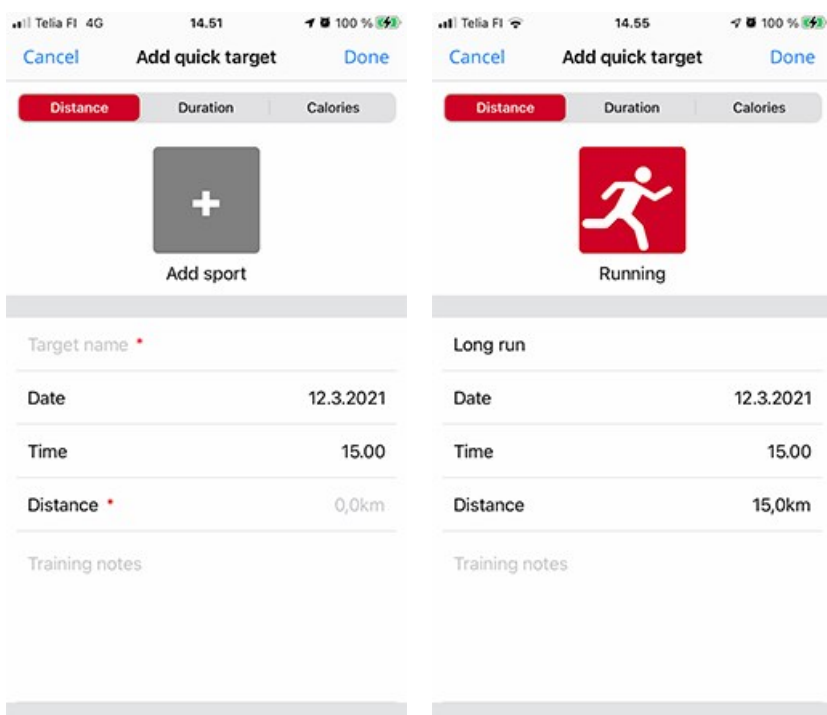 Telia FI 4G 14.51 100 %
Cancel Add quick target Done
Distance Duration Calories
Add sport
Target name *
Date 12.3.2021
Time 15.00
Distance * 0,0km
Training notes
Telia FI 14.55 100 %
Cancel Add quick target Done
Distance Duration Calories
Running
Long run
Date 12.3.2021
Time 15.00
Distance 15,0km
Training notes